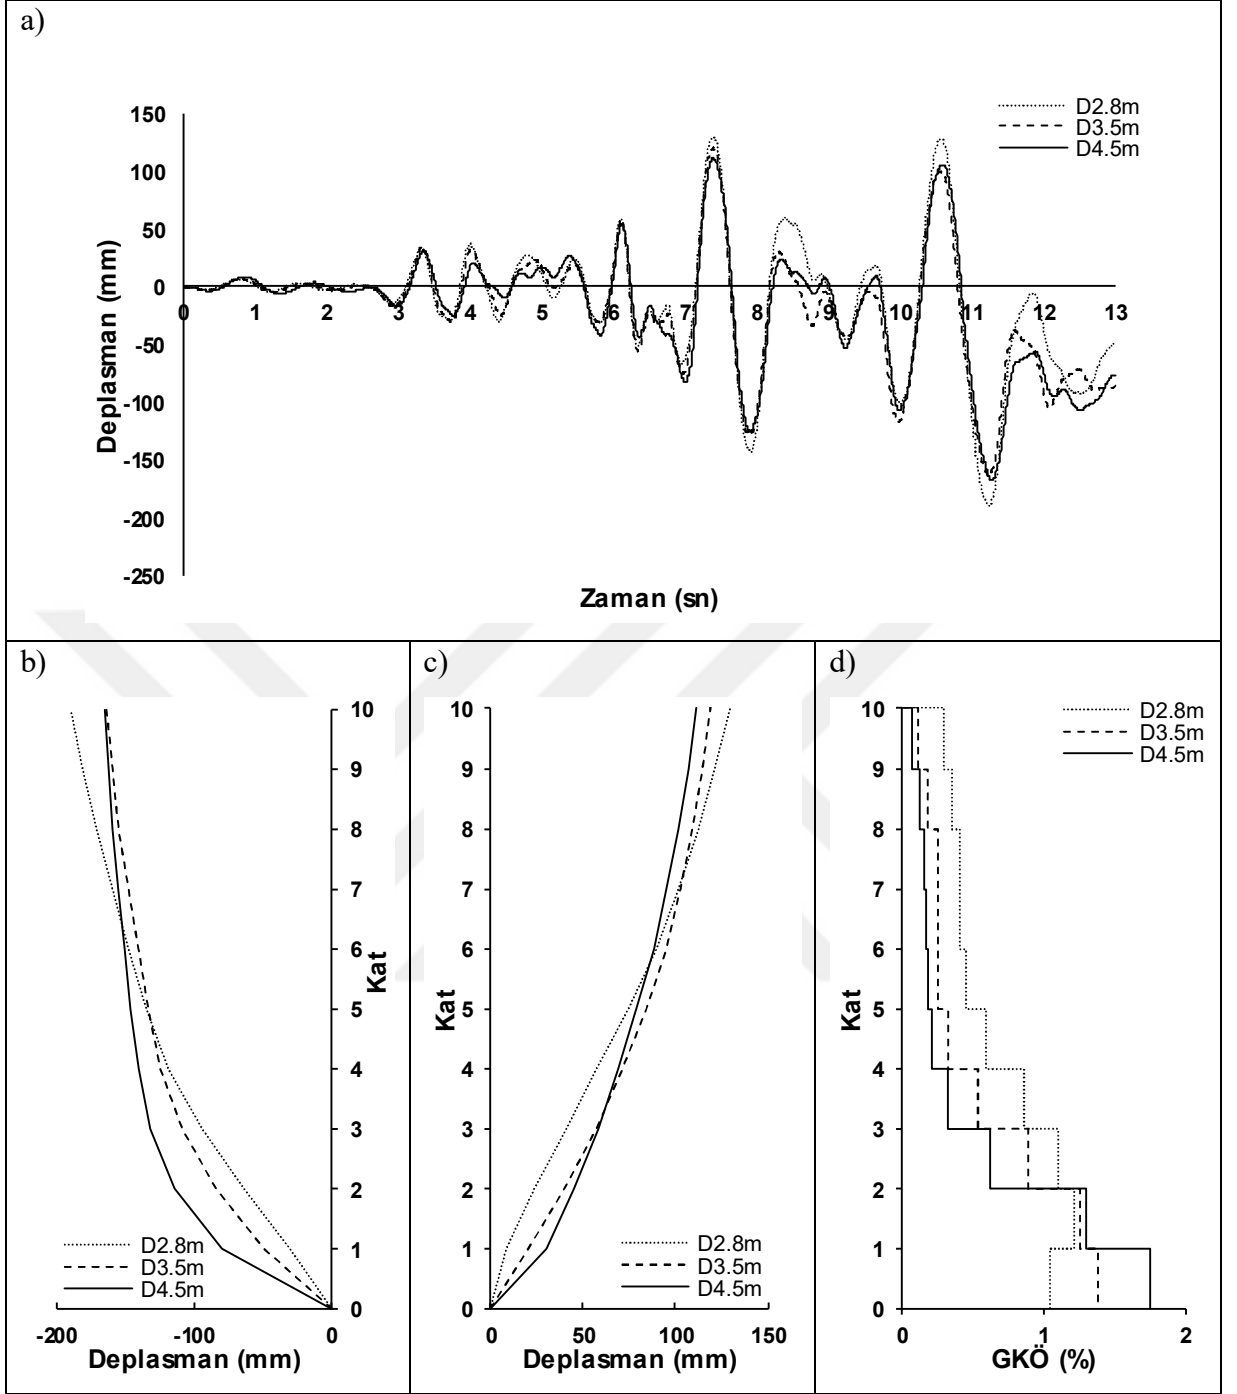 a)
D2.8m
D3.5m
D4.5m
150
100
50
0
-50
-100
-150
-200
-250
Deplasman (mm)
0 1 2 3 4 5 6 7 8 9 10 11 12 13
Zaman (sn)
b)
10
9
8
7
6
5
4
3
2
1
0
Kat
D2.8m
D3.5m
D4.5m
-200 -100 0
Deplasman (mm)
c)
10
9
8
7
6
5
4
3
2
1
0
Kat
D2.8m
D3.5m
D4.5m
0 50 100 150
Deplasman (mm)
d)
D2.8m
D3.5m
D4.5m
10
9
8
7
6
5
4
3
2
1
0
Kat
0 1 2
GKÖ (%)